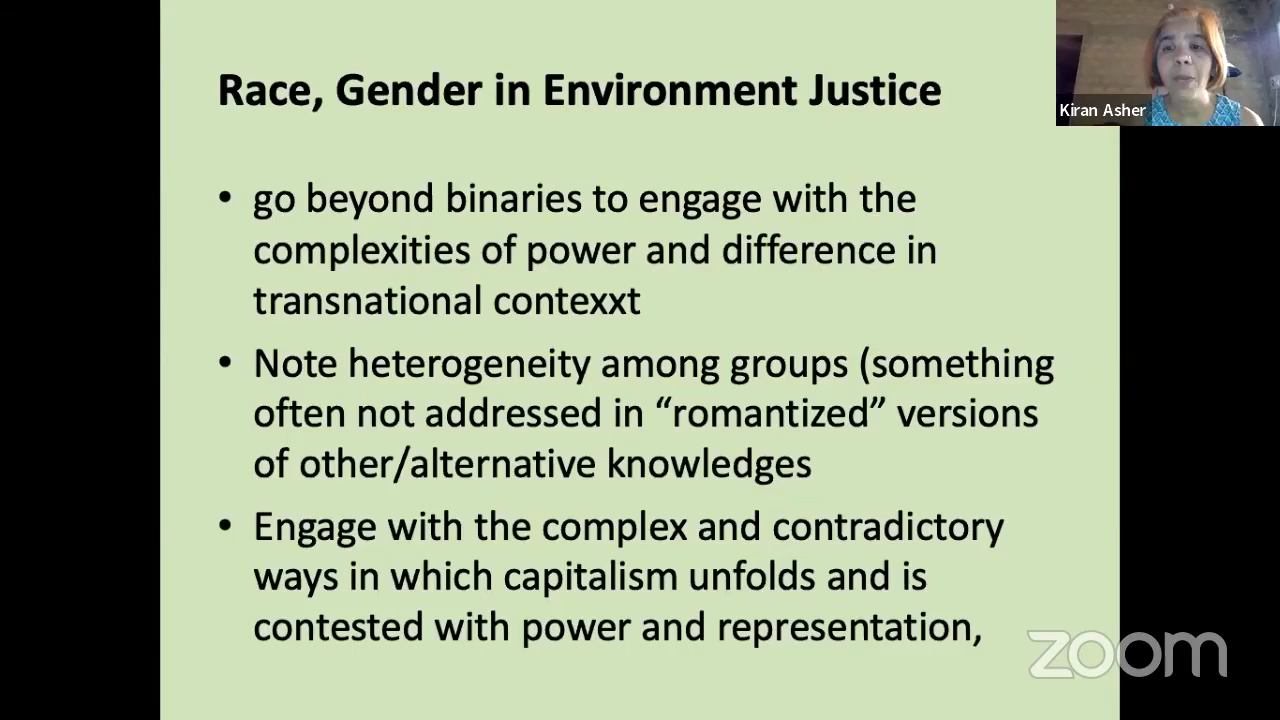 Race, Gender in Environment Justice
Kiran Asher
• go beyond binaries to engage with the
complexities of power and difference in
transnational contexxt
• Note heterogeneity among groups (something
often not addressed in “romantized” versions
of other/alternative knowledges
• Engage with the complex and contradictory
ways in which capitalism unfolds and is
contested with power and representation,
zoom